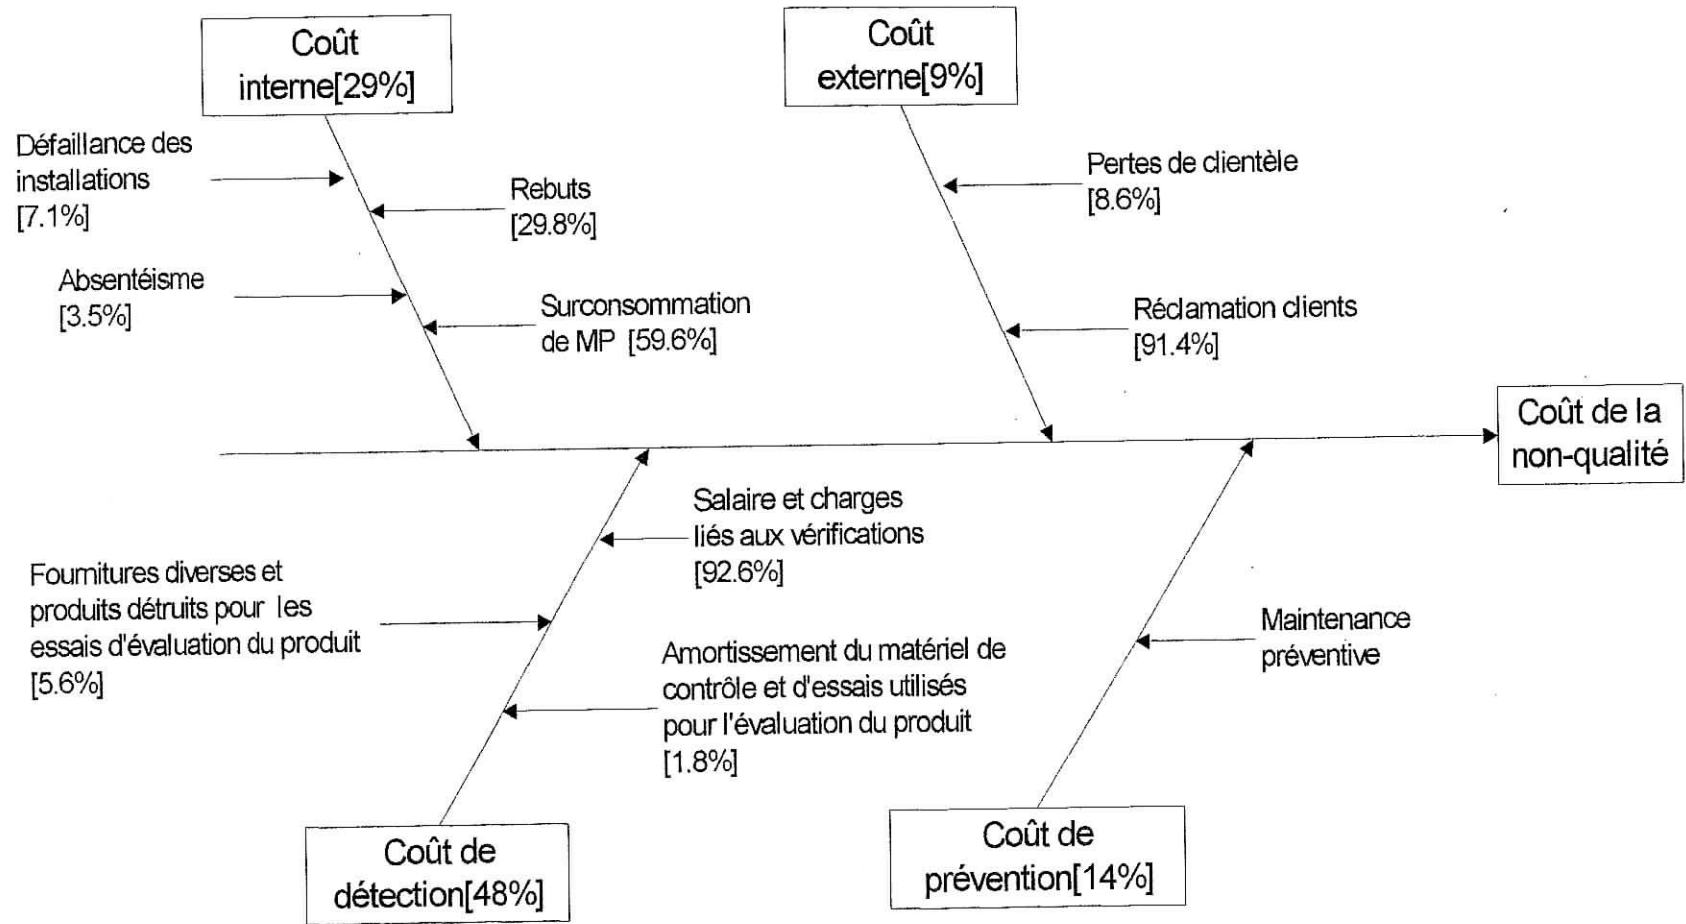 Coût
interne[29%]
Coût
externe[9%]
Défaillance des
installations
[7.1%]
Rebuts
[29.8%]
Absentéisme
[3.5%]
Surconsommation
de MP [59.6%]
Pertes de clientèle
[8.6%]
Réclamation clients
[91.4%]
Coût de la
non-qualité
Salaire et charges
liés aux vérifications
[92.6%]
Fournitures diverses et
produits détruits pour les
essais d'évaluation du produit
[5.6%]
Amortissement du matériel de
contrôle et d'essais utilisés
pour l'évaluation du produit
[1.8%]
Maintenance
préventive
Coût de
détection[48%]
Coût de
prévention[14%]